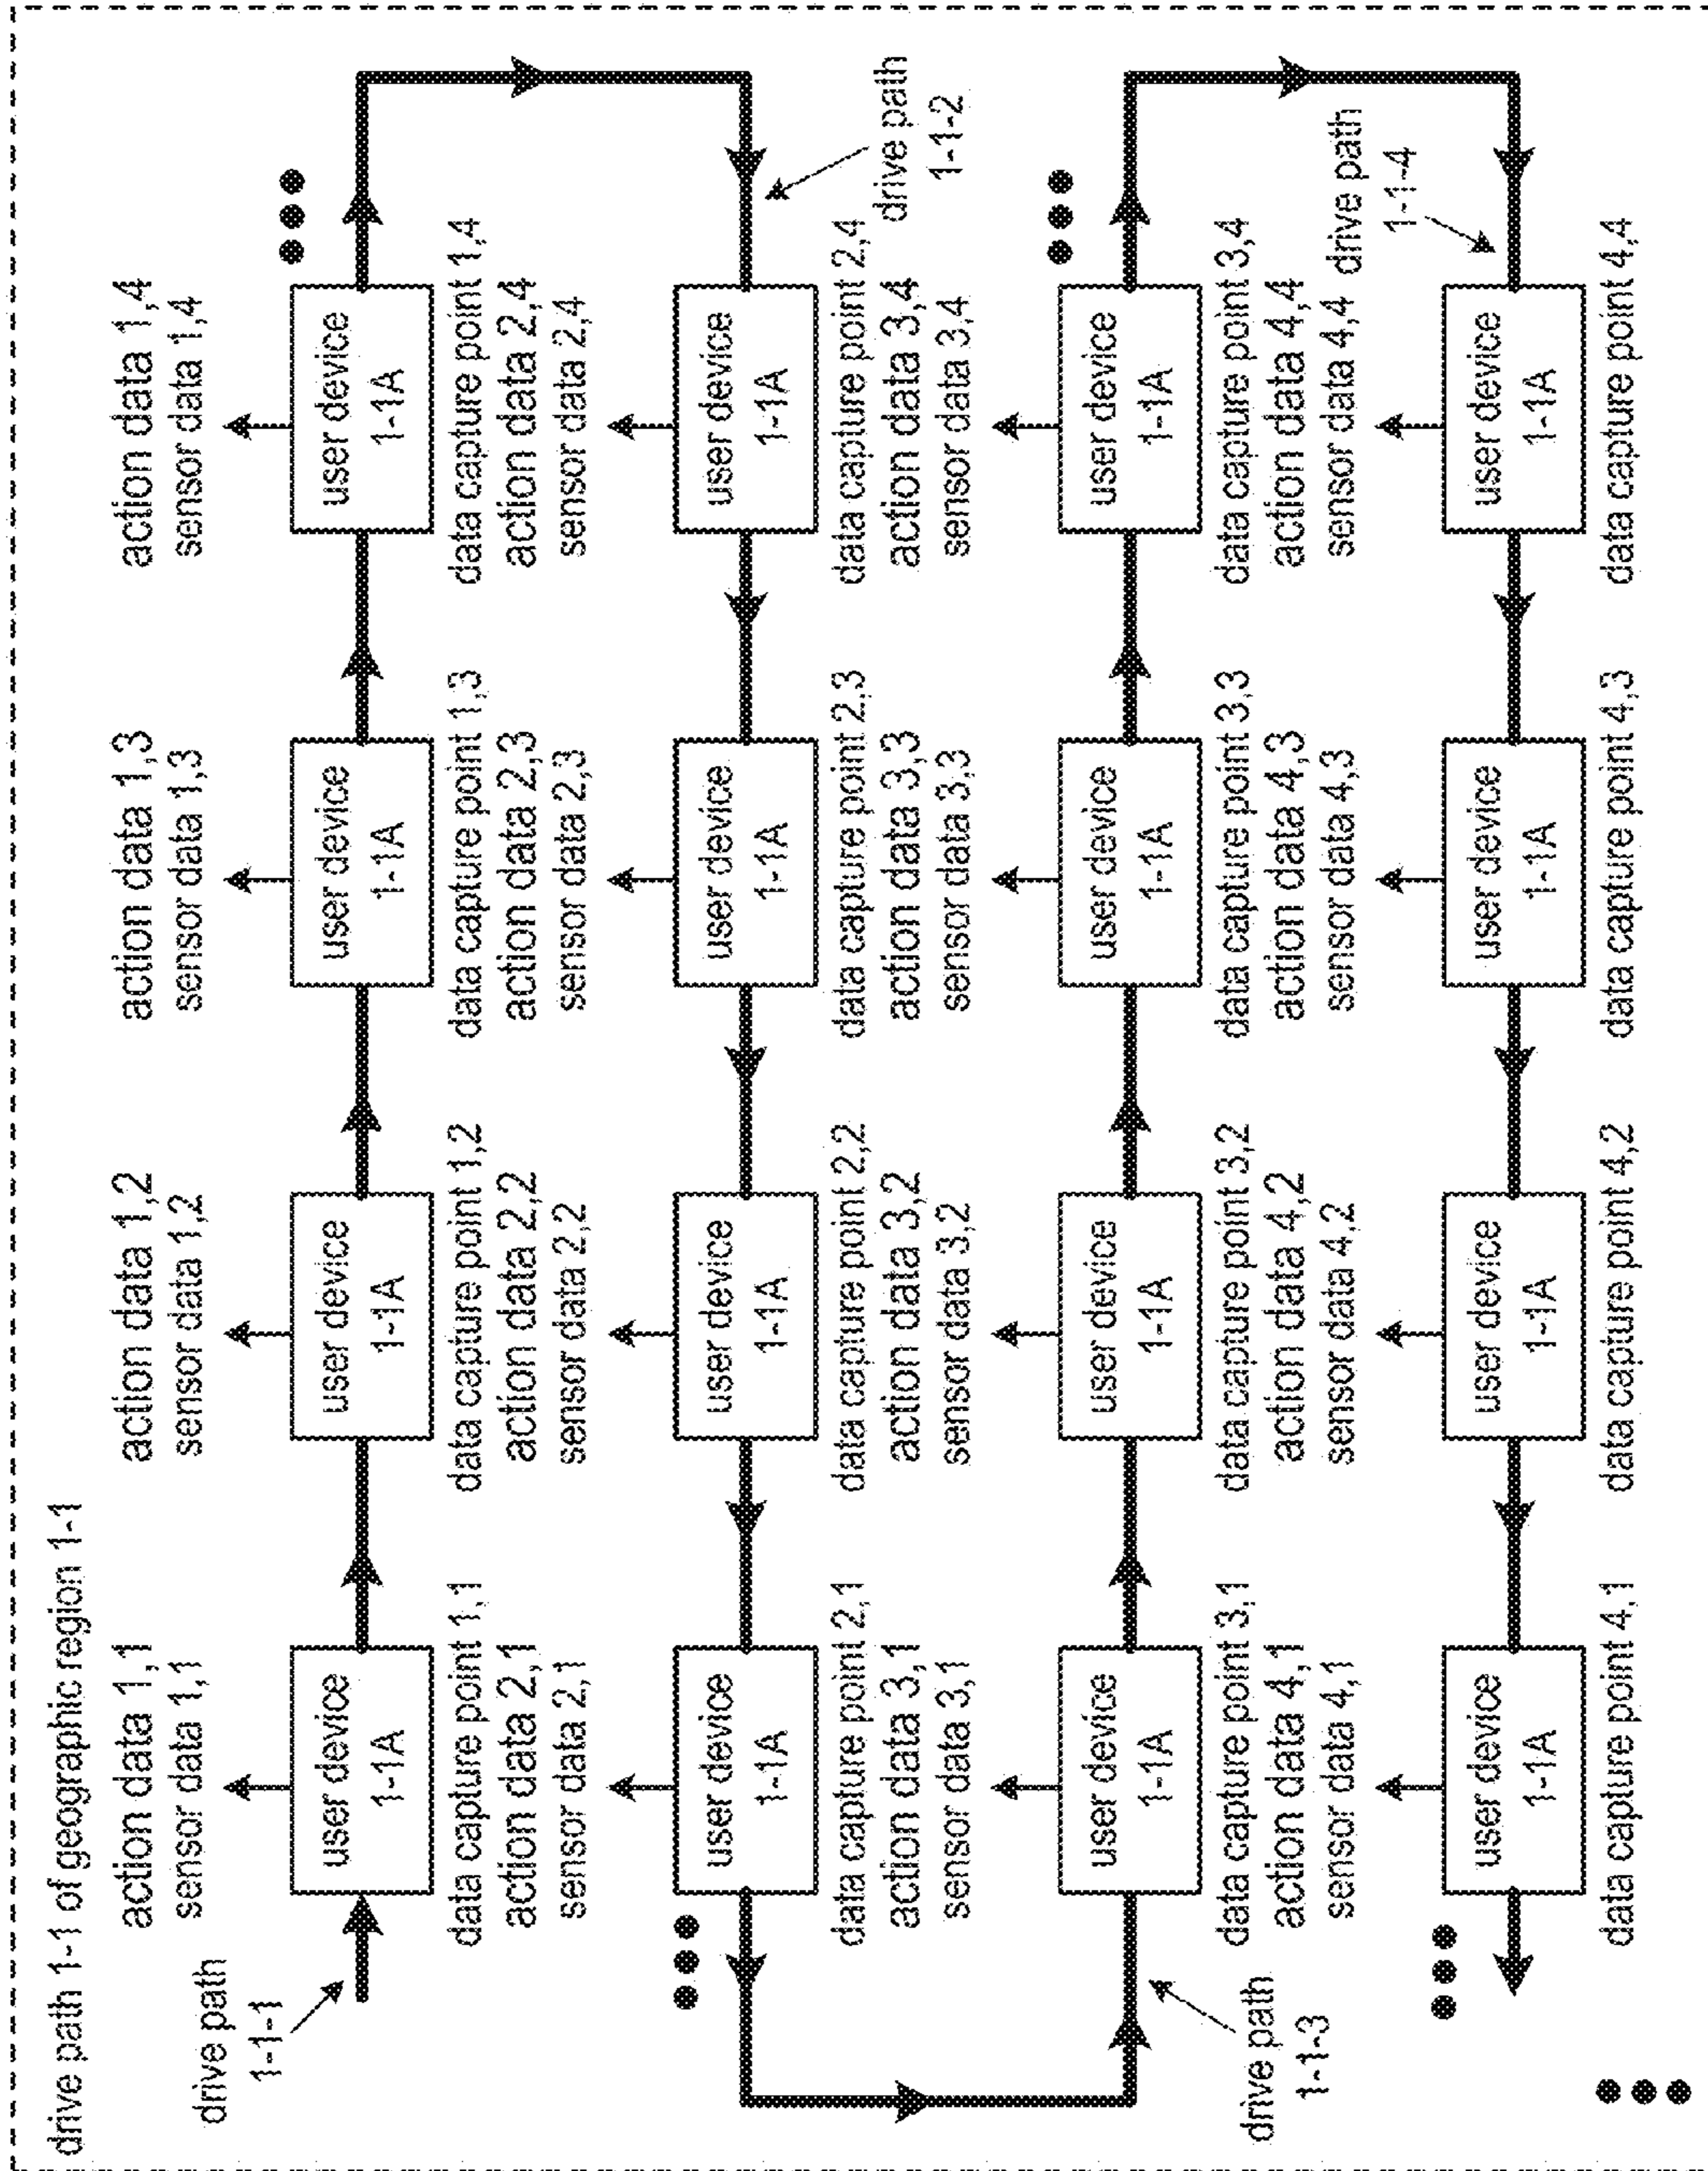 drive path 1-1 of geographic region 1-1
action data 1,1
sensor data 1,1
action data 1,2
sensor data 1,2
action data 1,3
sensor data 1,3
action data 1,4
sensor data 1,4
drive path
1-1-1
user device
1-1A
user device
1-1A
user device
1-1A
user device
1-1A
data capture point 1,1
data capture point 1,2
data capture point 1,3
data capture point 1,4
action data 2,1
sensor data 2,1
action data 2,2
sensor data 2,2
action data 2,3
sensor data 2,3
action data 2,4
sensor data 2,4
user device
1-1A
user device
1-1A
user device
1-1A
user device
1-1A
drive path
1-1-2
data capture point 2,1
data capture point 2,2
data capture point 2,3
data capture point 2,4
action data 3,1
sensor data 3,1
action data 3,2
sensor data 3,2
action data 3,3
sensor data 3,3
action data 3,4
sensor data 3,4
user device
1-1A
user device
1-1A
user device
1-1A
user device
1-1A
drive path
1-1-3
data capture point 3,1
data capture point 3,2
data capture point 3,3
data capture point 3,4
action data 4,1
sensor data 4,1
action data 4,2
sensor data 4,2
action data 4,3
sensor data 4,3
action data 4,4
sensor data 4,4
drive path
1-1-4
user device
1-1A
user device
1-1A
user device
1-1A
user device
1-1A
data capture point 4,1
data capture point 4,2
data capture point 4,3
data capture point 4,4